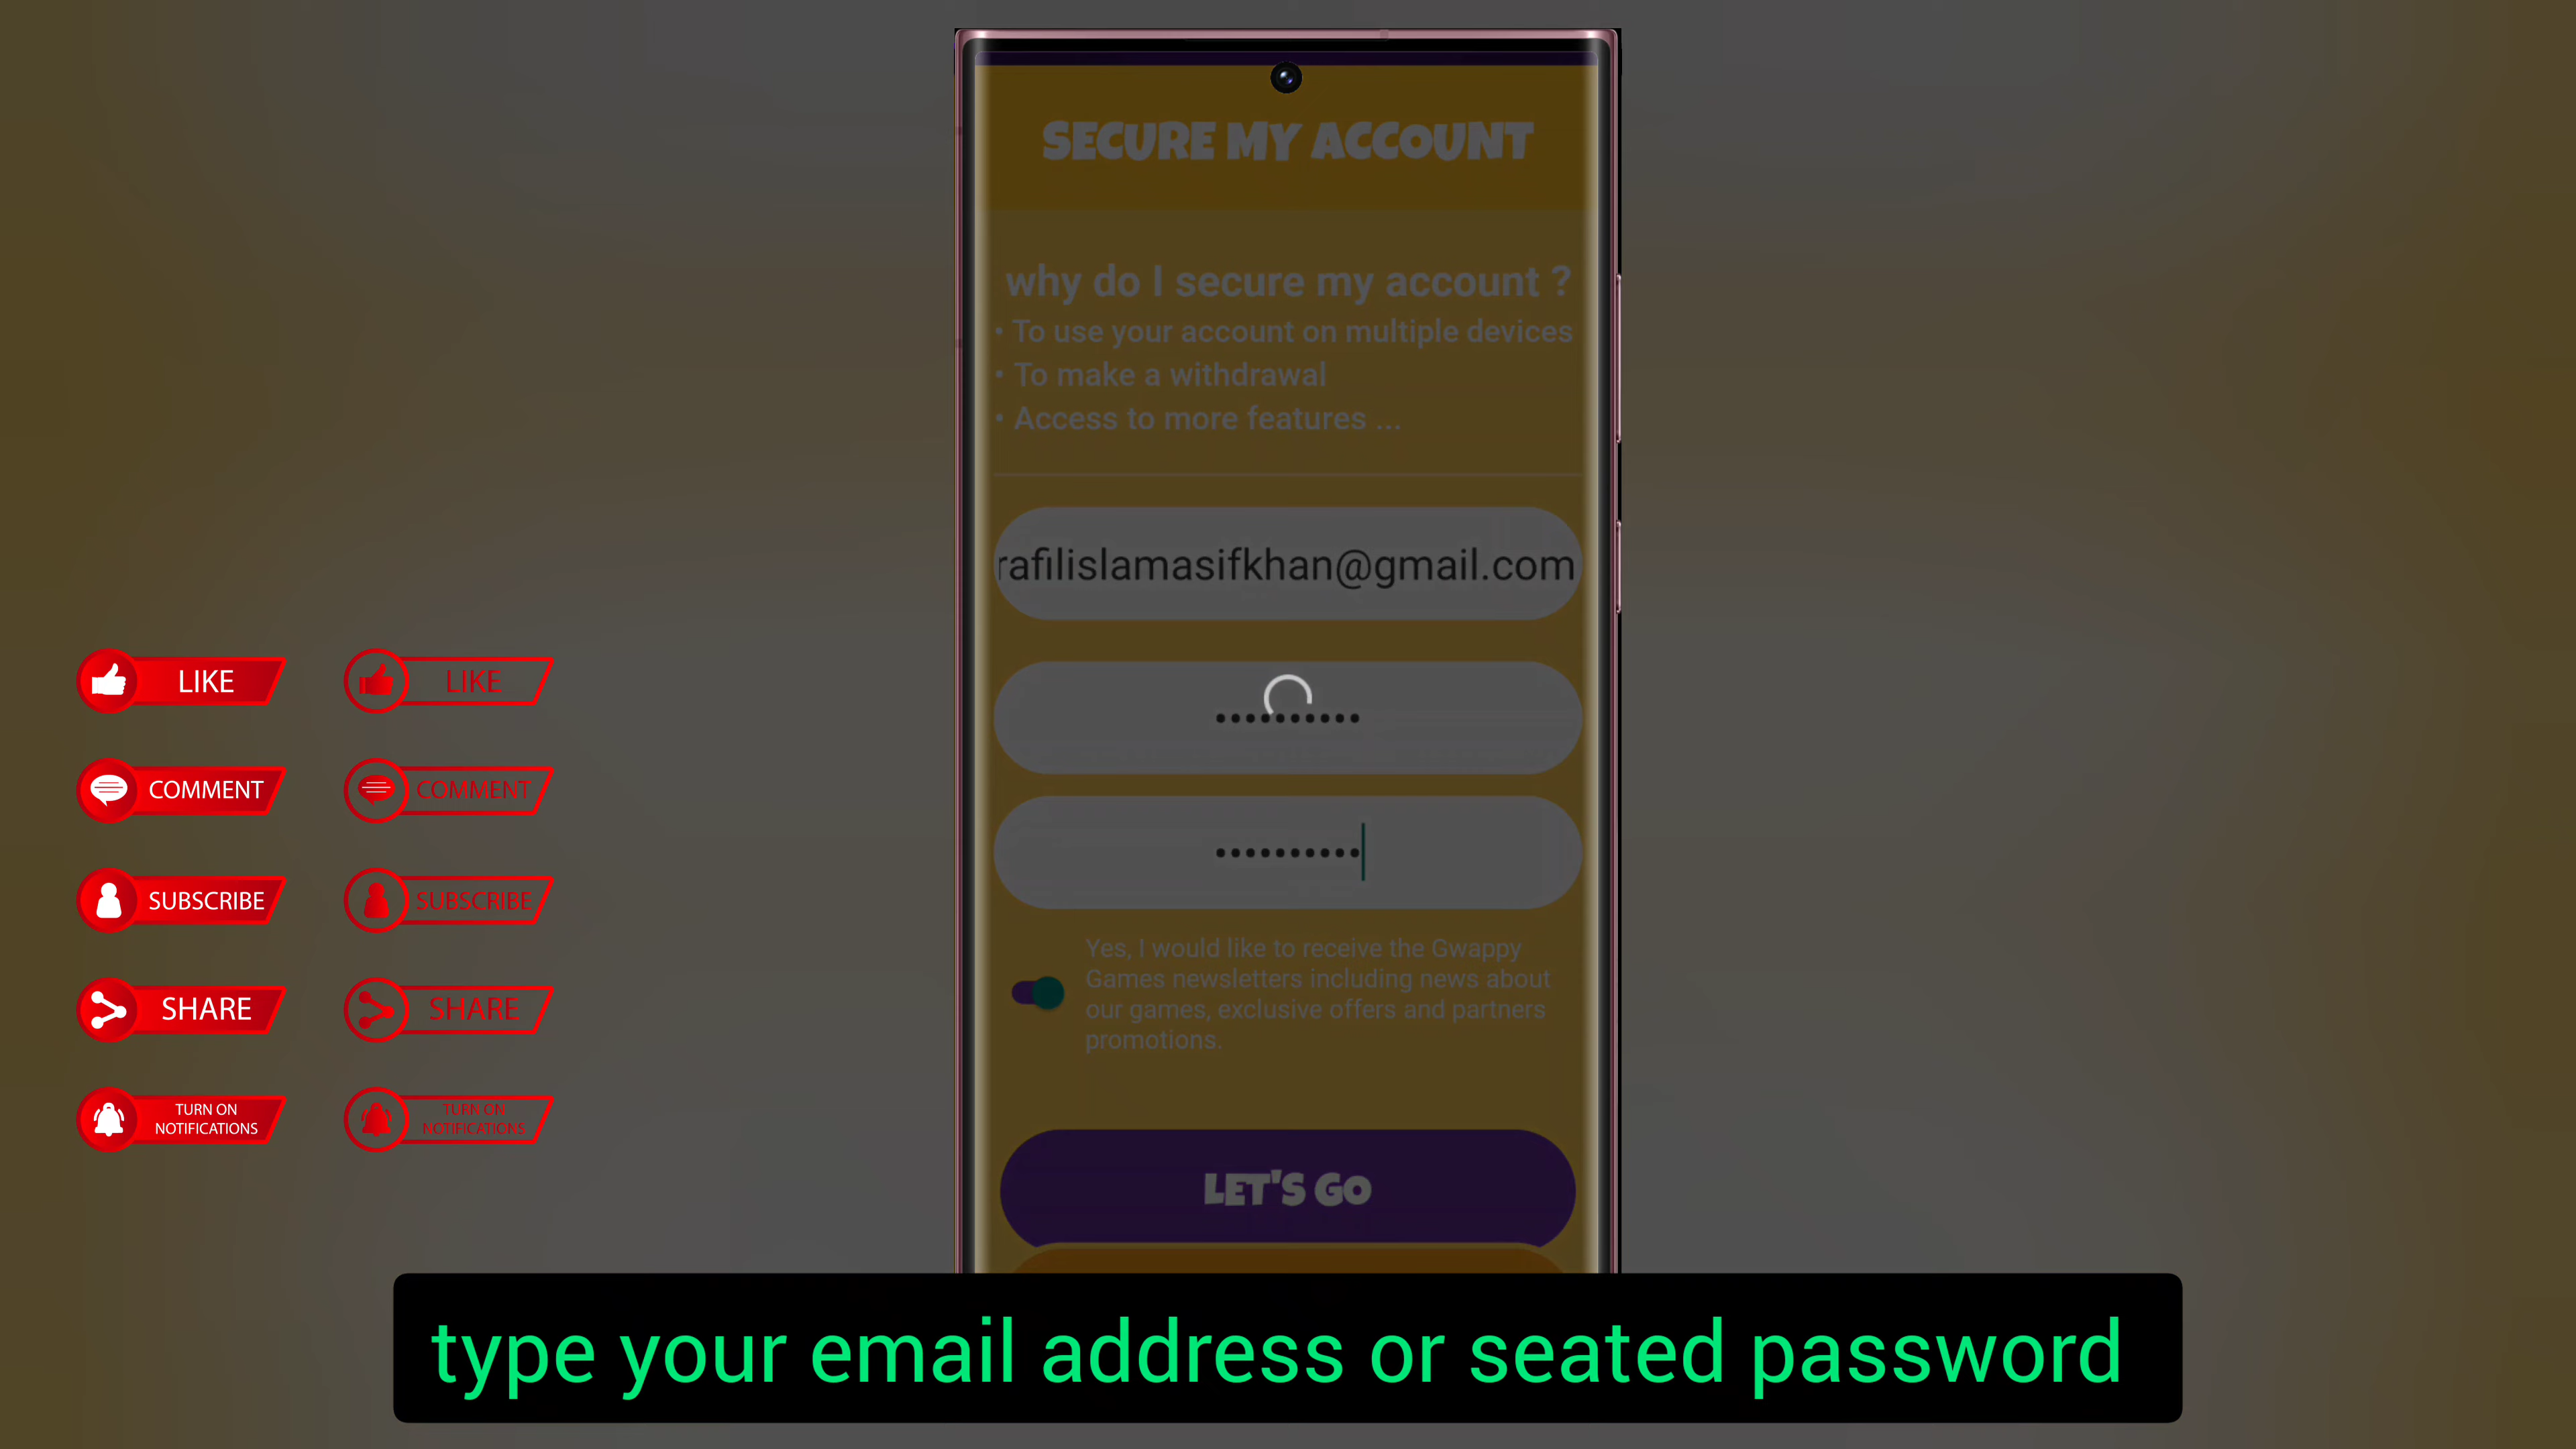 SECURE MY ACCOUNT
why do I secure my account ?
• To use your account on multiple devices
• To make a withdrawal
• Access to more features ...
rafilislamasifkhan@gmail.com
Yes, I would like to receive the Gwappy
Games newsletters including news about
our games, exclusive offers and partners
promotions.
LET'S GO
LIKE
LIKE
COMMENT
COMMENT
SUBSCRIBE
SUBSCRIBE
SHARE
SHARE
TURN ON
NOTIFICATIONS
TURN ON
NOTIFICATIONS
type your email address or seated password